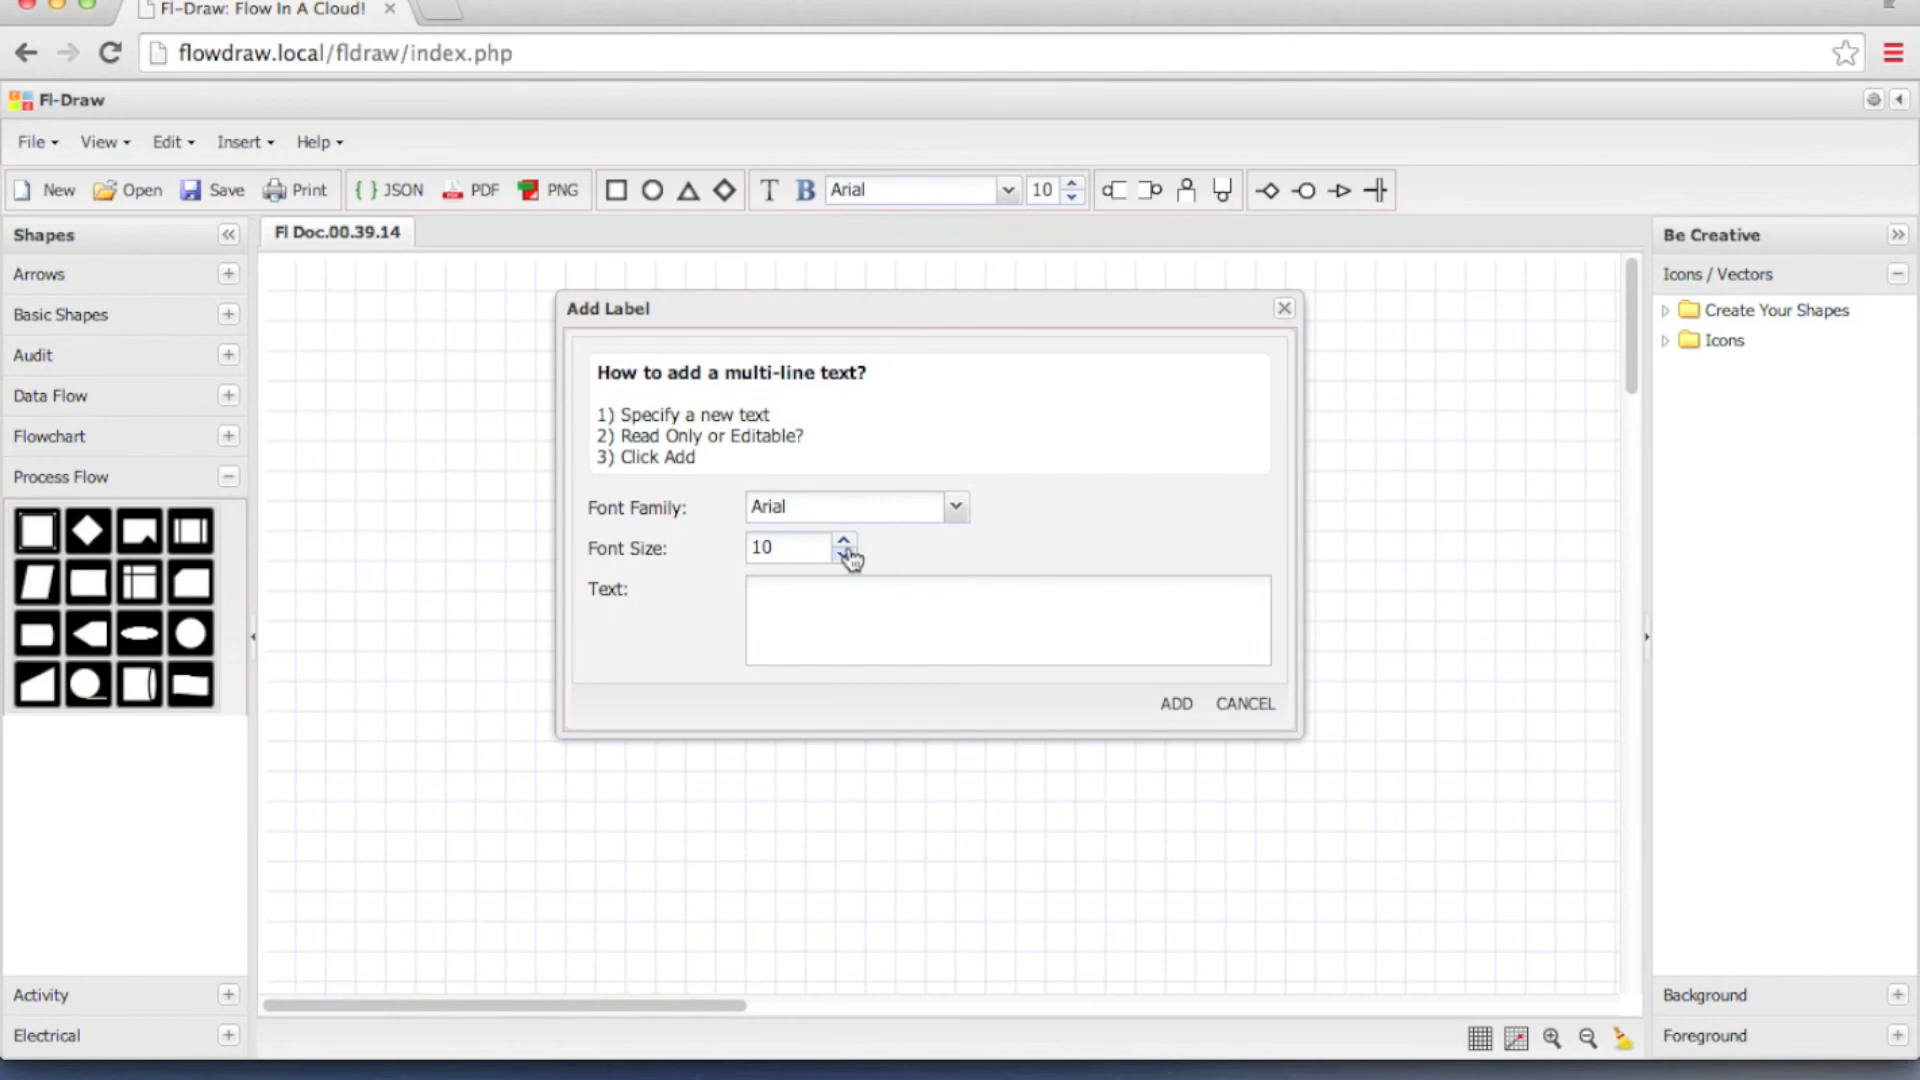 Fl-Draw: Flow In A Cloud!
flowdraw.local/fldraw/index.php
Fl-Draw
File View Edit Insert Help
New Open Save Print { } JSON PDF PNG T B Arial 10
Shapes
Fl Doc.00.39.14
Be Creative
Arrows
Icons / Vectors
Basic Shapes
Create Your Shapes
Audit
Icons
Data Flow
Flowchart
Process Flow
Activity
Electrical
Add Label
How to add a multi-line text?
1) Specify a new text
2) Read Only or Editable?
3) Click Add
Font Family: Arial
Font Size: 10
Text:
ADD CANCEL
Background
Foreground